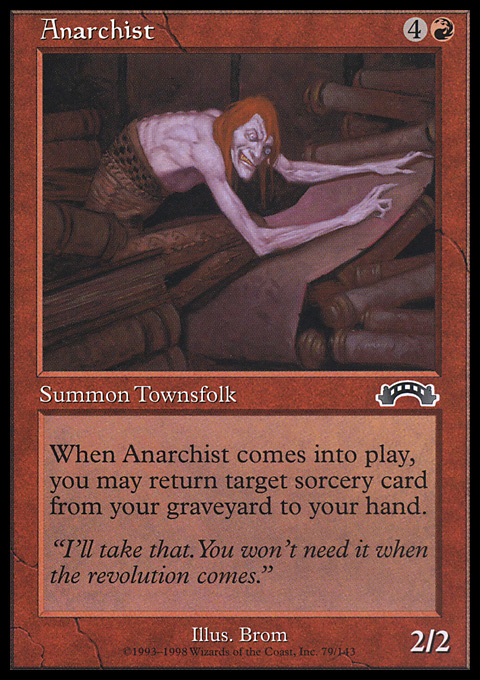 Anarchist 4
Summon Townsfolk
When Anarchist comes into play,
you may return target sorcery card
from your graveyard to your hand.
“I’ll take that. You won’t need it when
the revolution comes.”
Illus. Brom
©1993–1998 Wizards of the Coast, Inc. 79/143
2/2